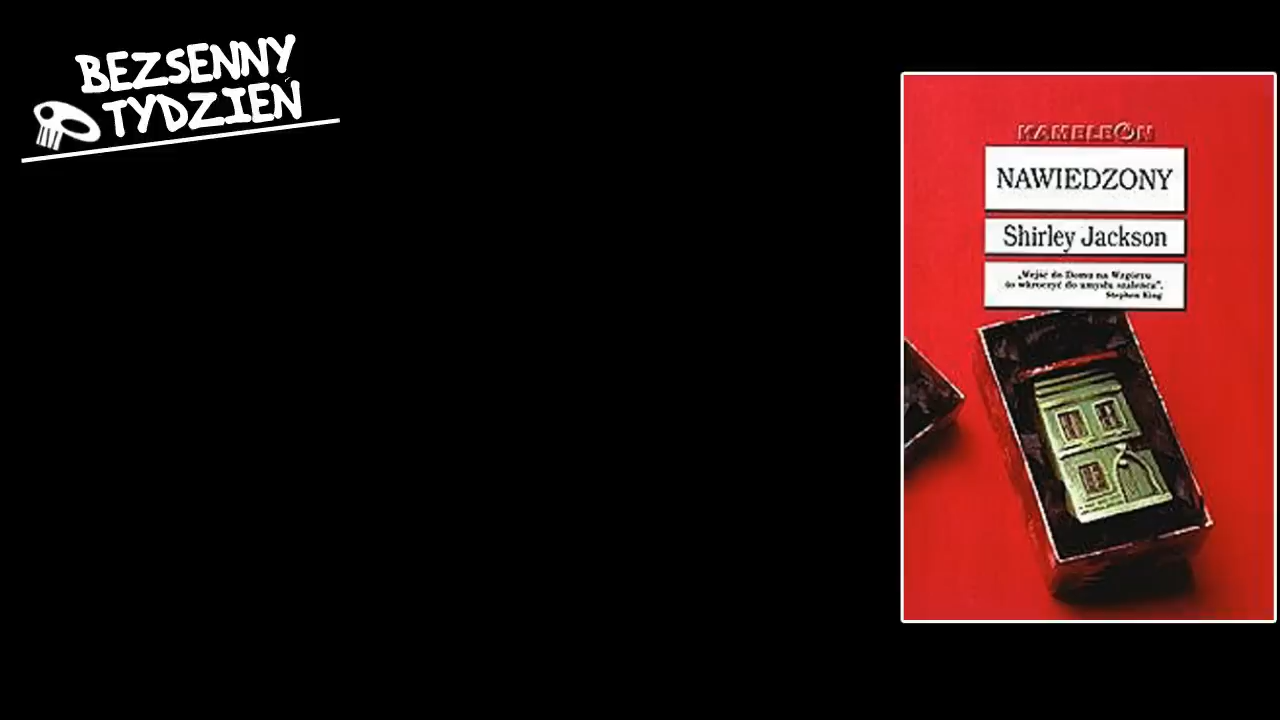 BEZSENNY
TYDZIEŃ
KAMELEON
NAWIEDZONY
Shirley Jackson
„Wejść do Domu na Wzgórzu
to wkroczyć do umysłu szaleńca”.
Stephen King